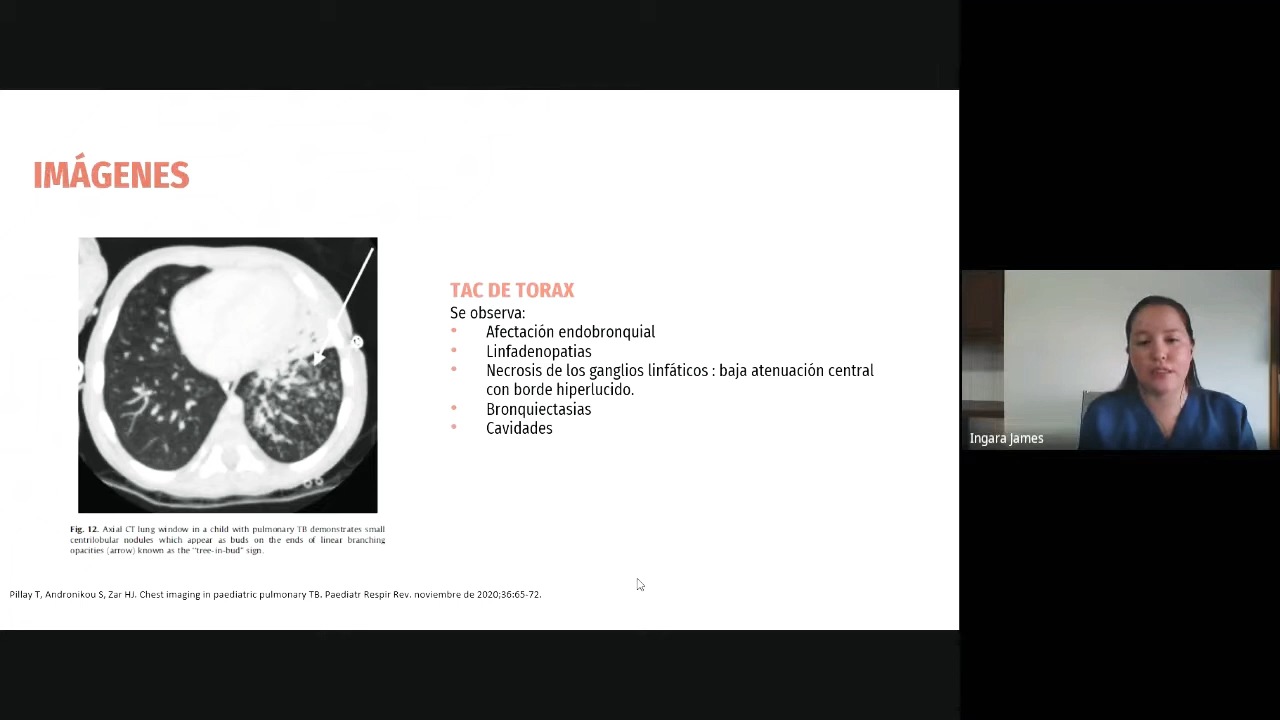 IMÁGENES
TAC DE TORAX
Se observa:
• Afectación endobronquial
• Linfadenopatias
• Necrosis de los ganglios linfáticos : baja atenuación central
con borde hiperlucido.
• Bronquiectasias
• Cavidades
Fig. 12. Axial CT lung window in a child with pulmonary TB demonstrates small
centrilobular nodules which appear as buds on the ends of linear branching
opacities (arrow) known as the "tree-in-bud" sign.
Pillay T, Andronikou S, Zar HJ. Chest imaging in paediatric pulmonary TB. Paediatr Respir Rev. noviembre de 2020;36:65-72.
Ingara James